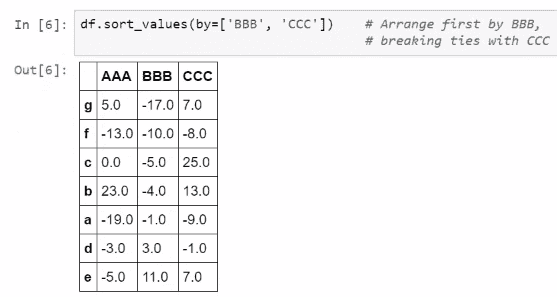 In [6]: df.sort_values(by=['BBB', 'CCC']) # Arrange first by BBB,
# breaking ties with CCC
Out[6]:
AAA BBB CCC
g 5.0 -17.0 7.0
f -13.0 -10.0 -8.0
c 0.0 -5.0 25.0
b 23.0 -4.0 13.0
a -19.0 -1.0 -9.0
d -3.0 3.0 -1.0
e -5.0 11.0 7.0